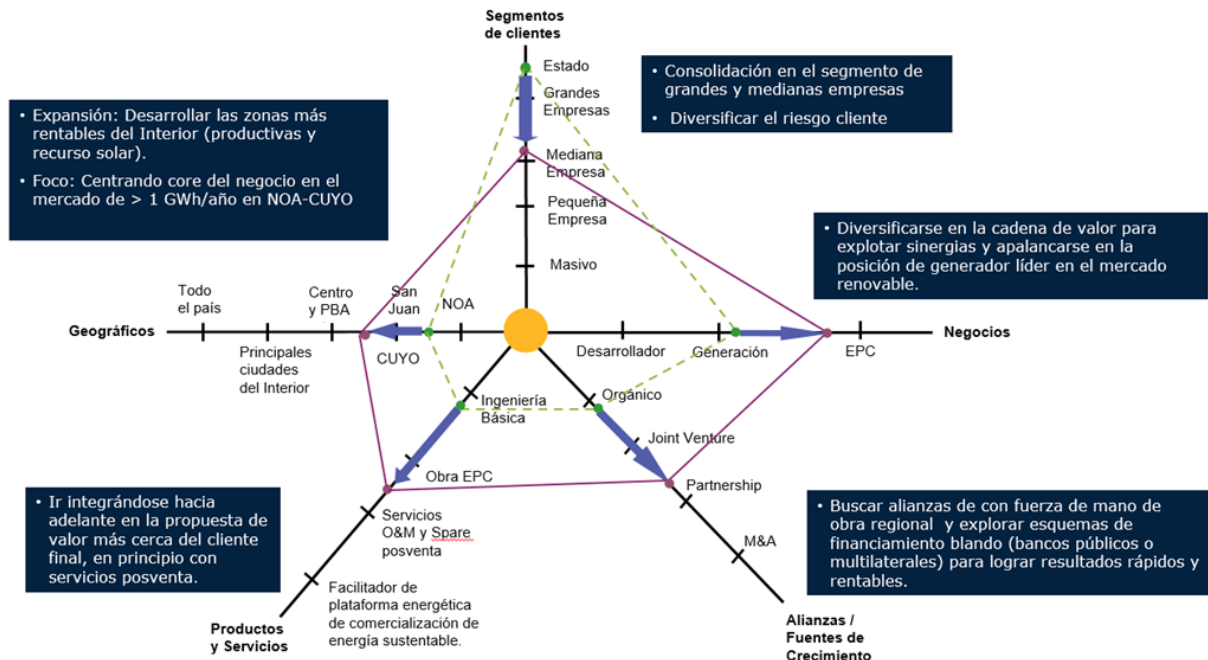 Segmentos
de clientes
Estado
Grandes
Empresas
Mediana
Empresa
Pequeña
Empresa
Masivo
• Consolidación en el segmento de
grandes y medianas empresas
• Diversificar el riesgo cliente
• Expansión: Desarrollar las zonas más
rentables del Interior (productivas y
recurso solar).
• Foco: Centrando core del negocio en el
mercado de > 1 GWh/año en NOA-CUYO
• Diversificarse en la cadena de valor para
explotar sinergias y apalancarse en la
posición de generador líder en el mercado
renovable.
Geográficos
Todo
el país
Principales
ciudades
del Interior
Centro
y PBA
San
Juan
CUYO
NOA
Desarrollador
Generación
EPC
Negocios
Ingeniería
Básica
Obra EPC
Servicios
O&M y Spare
posventa
Facilitador de
plataforma energética
de comercialización de
energía sustentable.
Productos
y Servicios
Orgánico
Joint Venture
Partnership
M&A
Alianzas /
Fuentes de
Crecimiento
• Ir integrándose hacia
adelante en la propuesta de
valor más cerca del cliente
final, en principio con
servicios posventa.
• Buscar alianzas de con fuerza de mano de
obra regional y explorar esquemas de
financiamiento blando (bancos públicos o
multilaterales) para lograr resultados rápidos y
rentables.